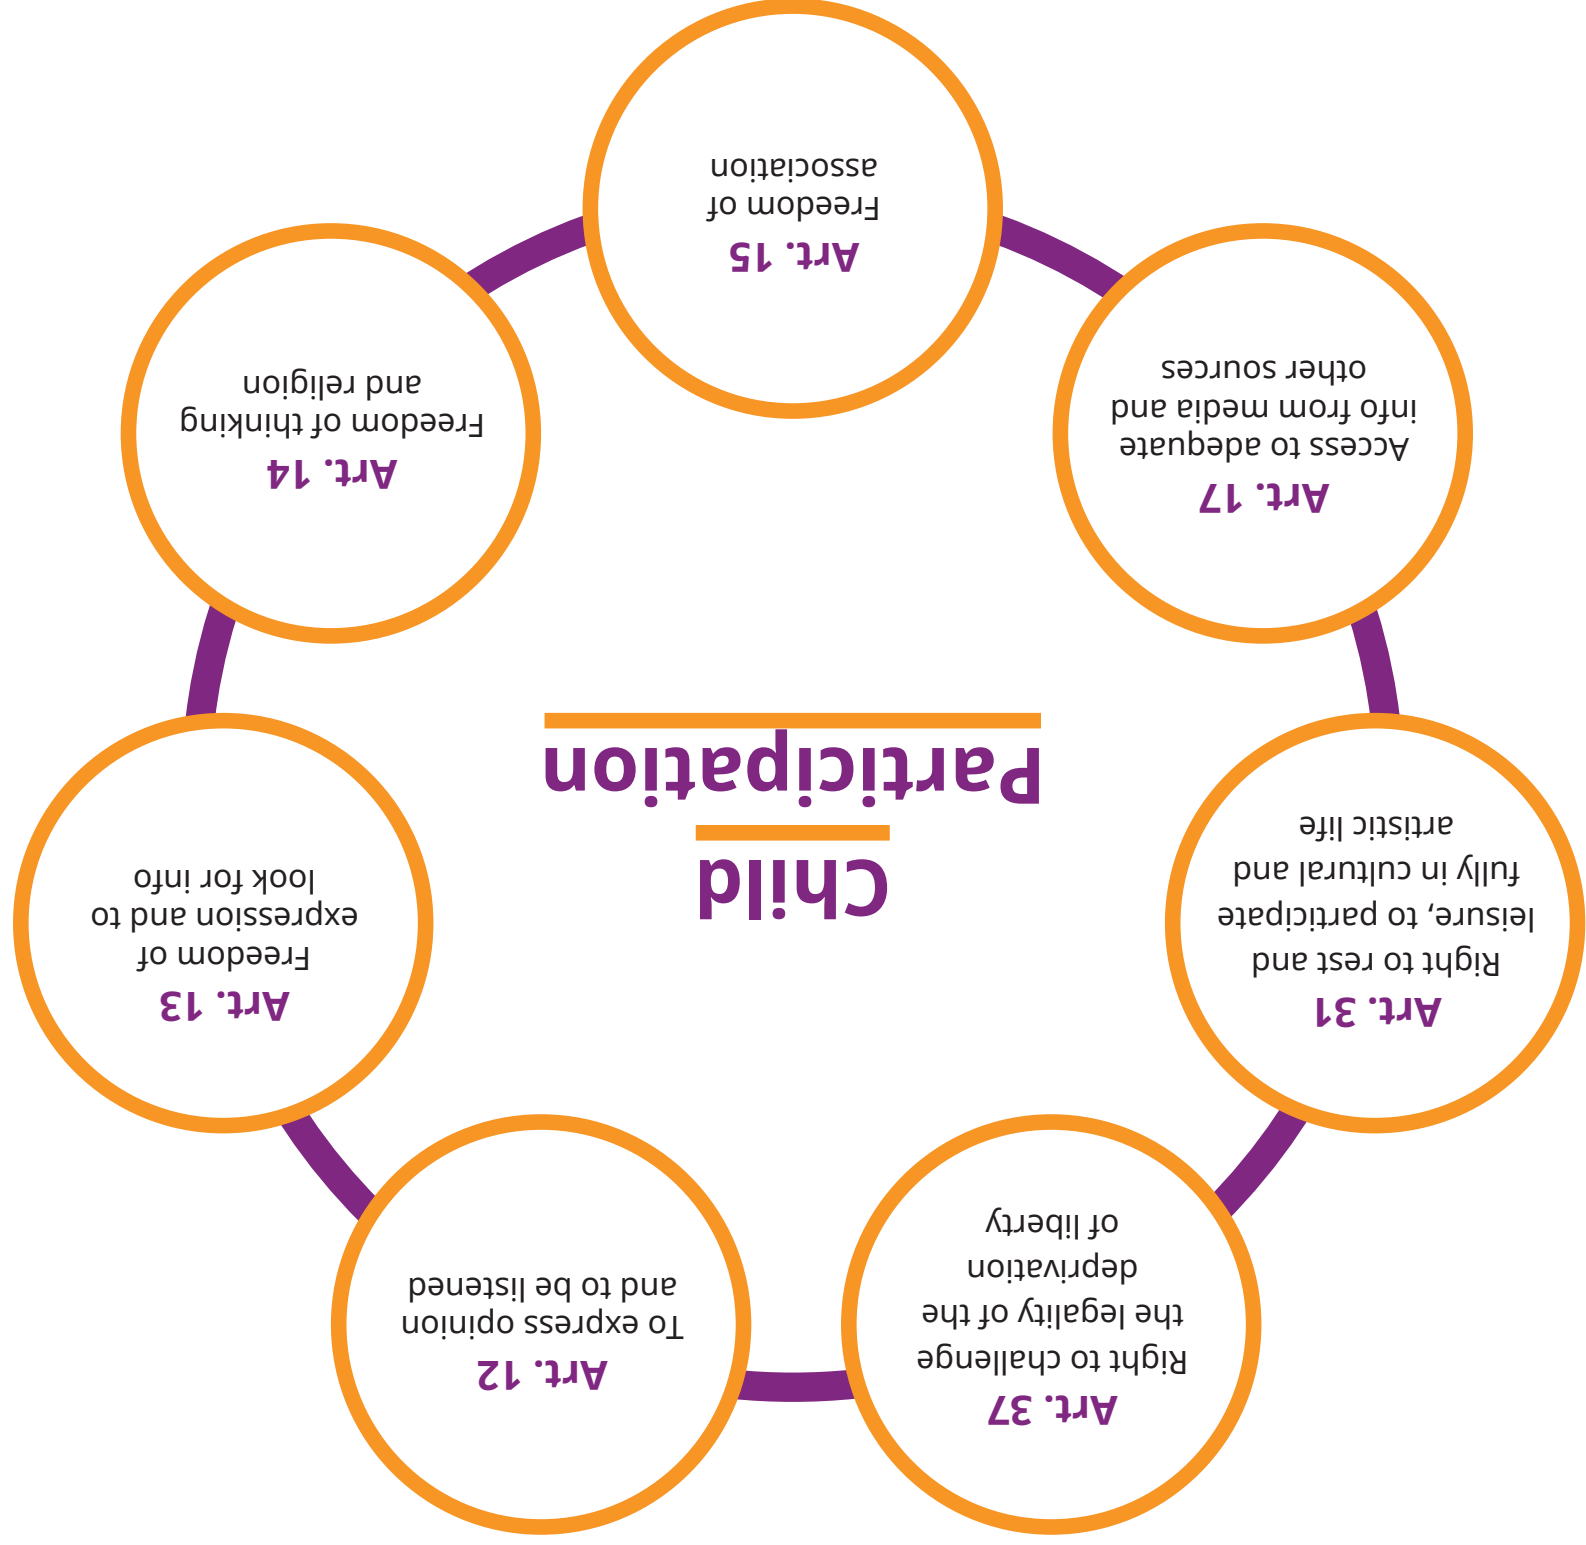 Child
Participation
Art. 12
To express opinion
and to be listened
Art. 13
Freedom of
expression and to
look for info
Art. 14
Freedom of thinking
and religion
Art. 15
Freedom of
association
Art. 17
Access to adequate
info from media and
other sources
Art. 31
Right to rest and
leisure, to participate
fully in cultural and
artistic life
Art. 37
Right to challenge
the legality of the
deprivation
of liberty